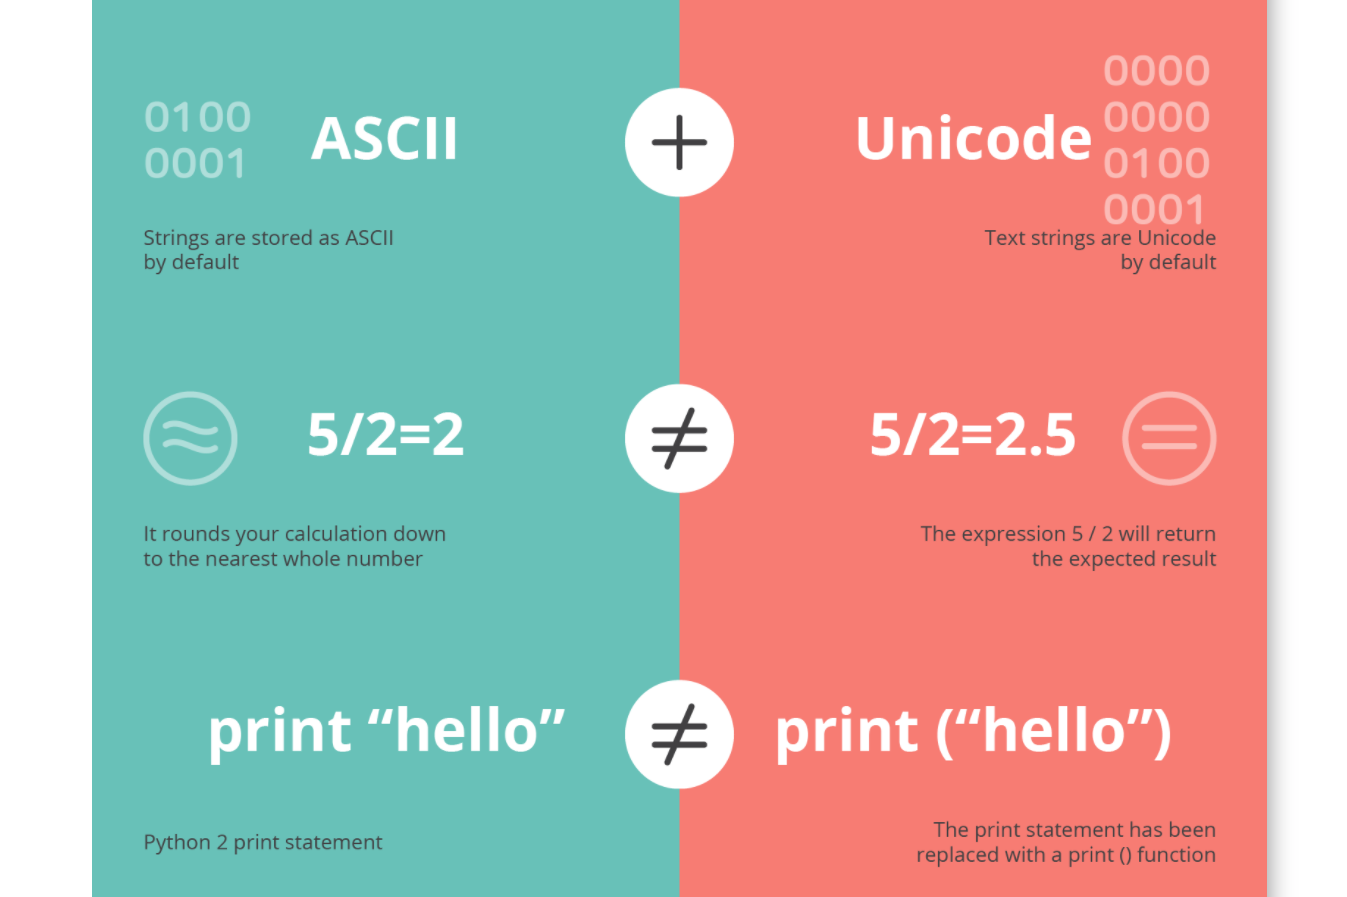 0100
0001
ASCII
+
Unicode
0000
0000
0100
0001
Strings are stored as ASCII
by default
Text strings are Unicode
by default
≈
5/2=2
≠
5/2=2.5
=
It rounds your calculation down
to the nearest whole number
The expression 5 / 2 will return
the expected result
print “hello”
≠
print (“hello”)
Python 2 print statement
The print statement has been
replaced with a print () function